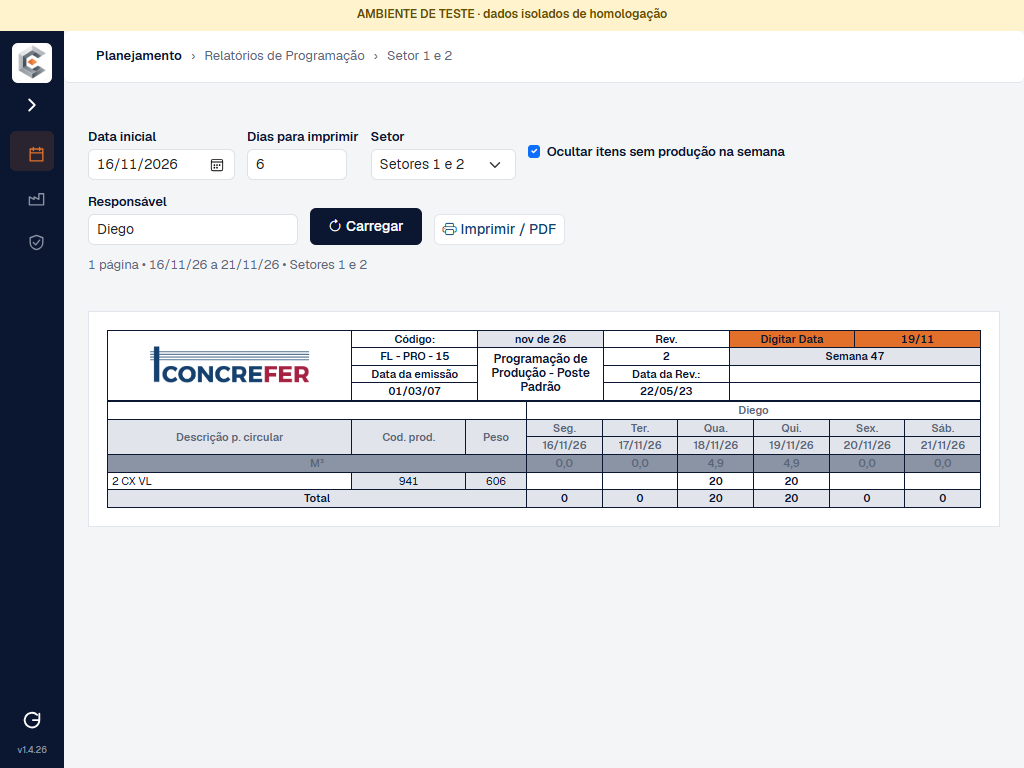 AMBIENTE DE TESTE · dados isolados de homologação
Planejamento › Relatórios de Programação › Setor 1 e 2
Data inicial Dias para imprimir Setor
16/11/2026 6 Setores 1 e 2 Ocultar itens sem produção na semana
Responsável
Diego Carregar Imprimir / PDF
1 página • 16/11/26 a 21/11/26 • Setores 1 e 2
CONCREFER
Código: nov de 26 Rev. Digitar Data 19/11
FL - PRO - 15 Programação de Produção - Poste Padrão 2 Semana 47
Data da emissão Data da Rev.:
01/03/07 22/05/23
Diego
Descrição p. circular Cod. prod. Peso Seg. Ter. Qua. Qui. Sex. Sáb.
16/11/26 17/11/26 18/11/26 19/11/26 20/11/26 21/11/26
M³ 0,0 0,0 4,9 4,9 0,0 0,0
2 CX VL 941 606 20 20
Total 0 0 20 20 0 0
v1.4.26